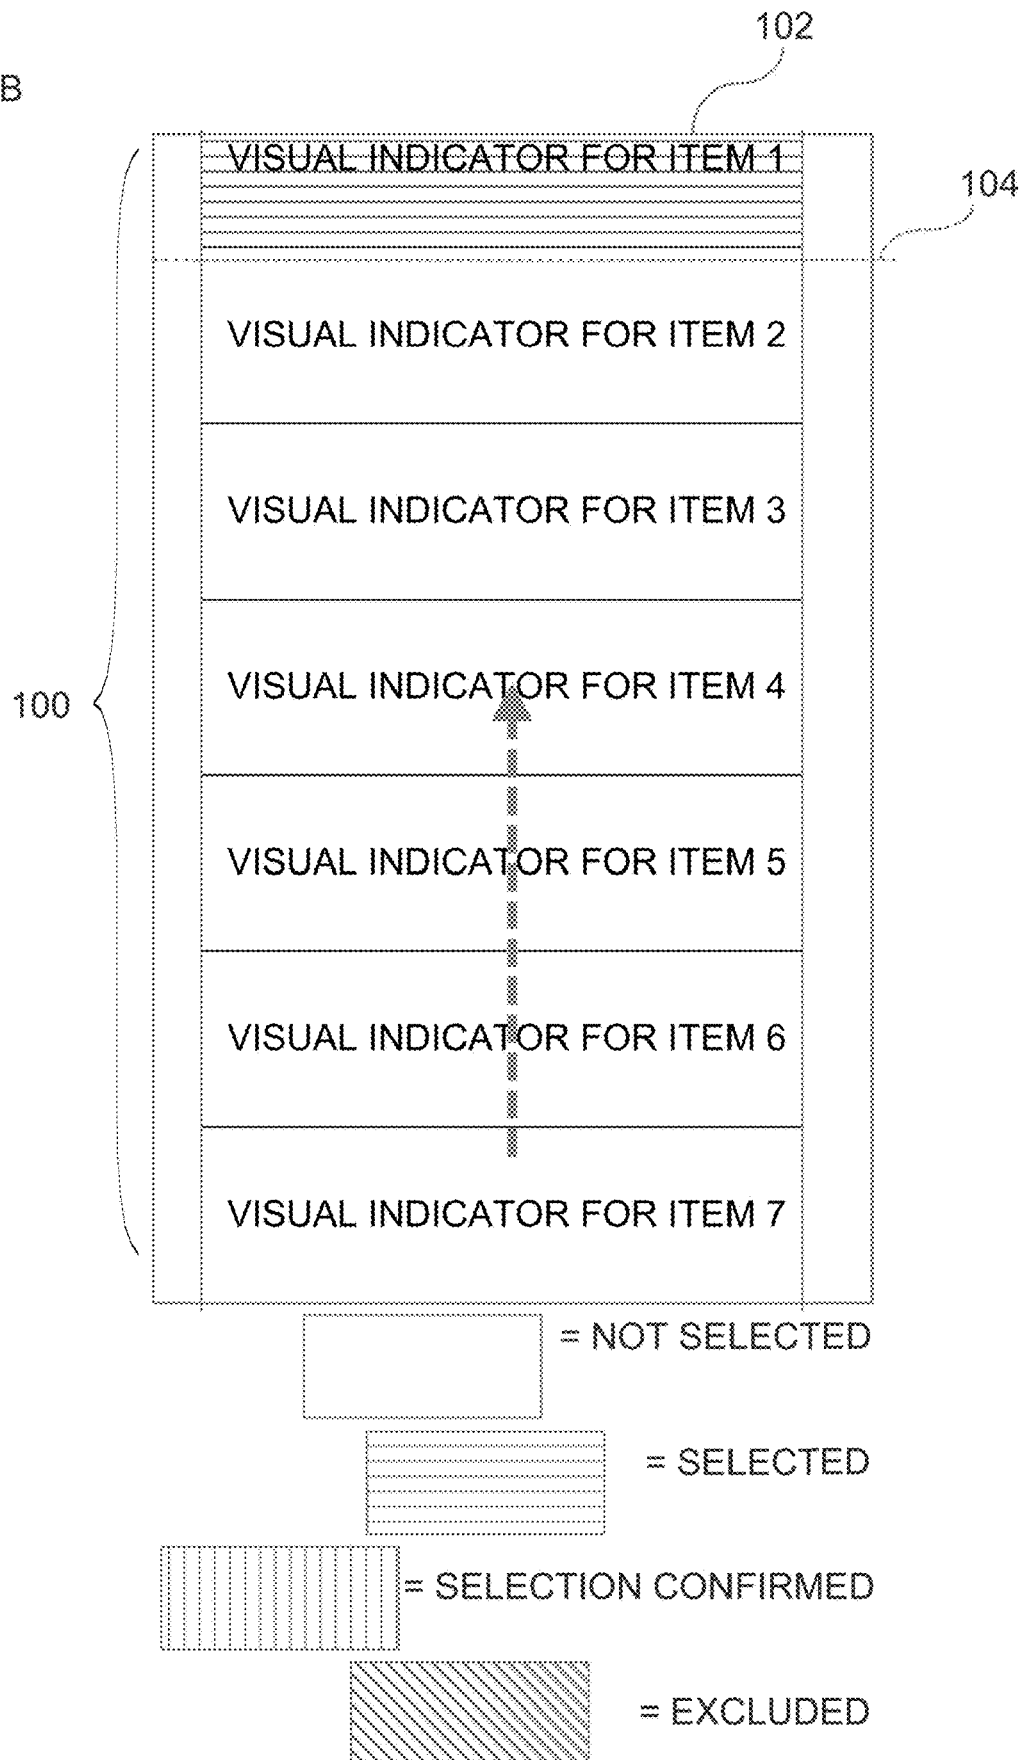 102
B
VISUAL INDICATOR FOR ITEM 1
104
VISUAL INDICATOR FOR ITEM 2
VISUAL INDICATOR FOR ITEM 3
VISUAL INDICATOR FOR ITEM 4
100
VISUAL INDICATOR FOR ITEM 5
VISUAL INDICATOR FOR ITEM 6
VISUAL INDICATOR FOR ITEM 7
= NOT SELECTED
= SELECTED
= SELECTION CONFIRMED
= EXCLUDED